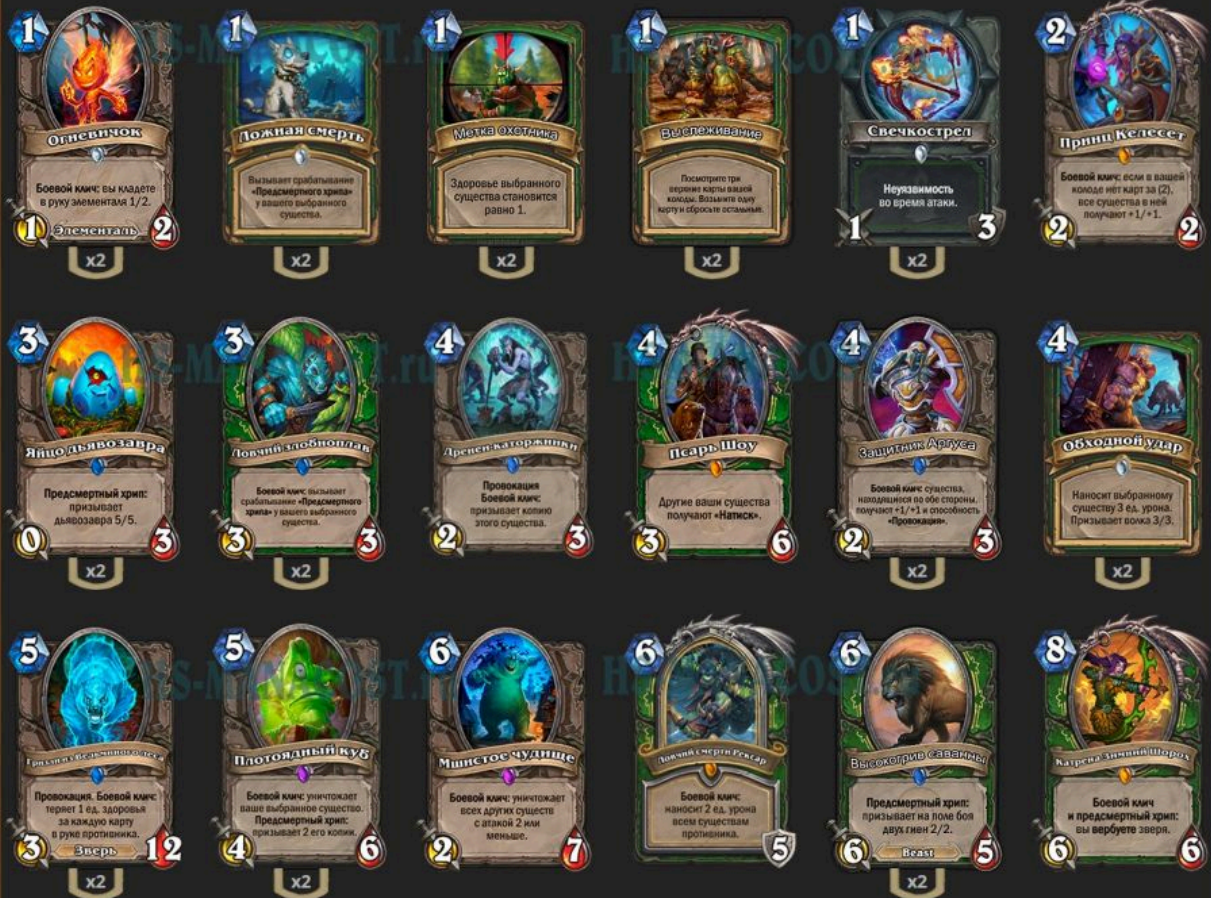 1
Огневичок
Боевой клич: вы кладете
в руку элементаля 1/2.
1 Элементаль 2
x2
1
Ложная смерть
Вызывает срабатывание
«Предсмертного хрипа»
у вашего выбранного
существа.
x2
1
Метка охотника
Здоровье выбранного
существа становится
равно 1.
x2
1
Выслеживание
Посмотрите три
верхние карты вашей
колоды. Возьмите одну
карту и сбросьте остальные.
x2
1
Свечкострел
Неуязвимость
во время атаки.
1 3
x2
2
Принц Келесет
Боевой клич: если в вашей
колоде нет карт за (2),
все существа в ней
получают +1/+1.
2 2
3
Яйцо дьявозавра
Предсмертный хрип:
призывает
дьявозавра 5/5.
0 3
x2
3
Ловчий злобноплав
Боевой клич: вызывает
срабатывание «Предсмертного
хрипа» у вашего выбранного
существа.
3 3
x2
4
Дренеи-каторжники
Провокация
Боевой клич:
призывает копию
этого существа.
2 3
4
Псарь Шоу
Другие ваши существа
получают «Натиск».
3 6
4
Защитник Аргуса
Боевой клич: существа,
находящиеся по обе стороны,
получают +1/+1 и способность
«Провокация».
2 3
x2
4
Обходной удар
Наносит выбранному
существу 3 ед. урона.
Призывает волка 3/3.
x2
5
Гризли из Ведьминого леса
Провокация. Боевой клич:
теряет 1 ед. здоровья
за каждую карту
в руке противника.
3 Зверь 12
x2
5
Плотоядный куб
Боевой клич: уничтожает
ваше выбранное существо.
Предсмертный хрип:
призывает 2 его копии.
4 6
x2
6
Мшистое чудище
Боевой клич: уничтожает
всех других существ
с атакой 2 или
меньше.
2 7
6
Ловчий смерти Рексар
Боевой клич:
наносит 2 ед. урона
всем существам
противника.
5
6
Высокогрив саванны
Предсмертный хрип:
призывает на поле боя
двух гиен 2/2.
6 Beast 5
x2
8
Катрена Зимний Шорох
Боевой клич
и предсмертный хрип:
вы вербуете зверя.
6 6